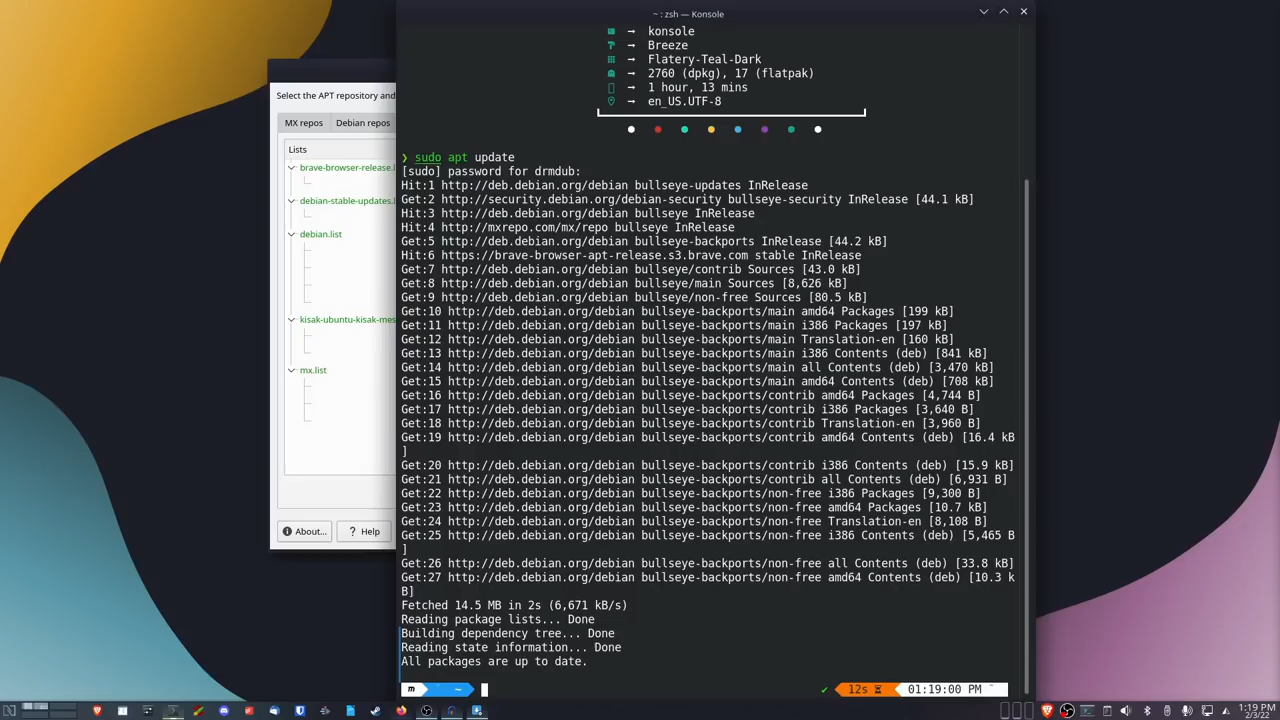 ~ : zsh — Konsole
→ konsole
→ Breeze
→ Flatery-Teal-Dark
→ 2760 (dpkg), 17 (flatpak)
→ 1 hour, 13 mins
→ en_US.UTF-8
Select the APT repository and
MX repos
Debian repos
Lists
brave-browser-release.l
debian-stable-updates.l
debian.list
kisak-ubuntu-kisak-mes
mx.list
About...
? Help
❯ sudo apt update
[sudo] password for drmdub:
Hit:1 http://deb.debian.org/debian bullseye-updates InRelease
Get:2 http://security.debian.org/debian-security bullseye-security InRelease [44.1 kB]
Hit:3 http://deb.debian.org/debian bullseye InRelease
Hit:4 http://mxrepo.com/mx/repo bullseye InRelease
Get:5 http://deb.debian.org/debian bullseye-backports InRelease [44.2 kB]
Hit:6 https://brave-browser-apt-release.s3.brave.com stable InRelease
Get:7 http://deb.debian.org/debian bullseye/contrib Sources [43.0 kB]
Get:8 http://deb.debian.org/debian bullseye/main Sources [8,626 kB]
Get:9 http://deb.debian.org/debian bullseye/non-free Sources [80.5 kB]
Get:10 http://deb.debian.org/debian bullseye-backports/main amd64 Packages [199 kB]
Get:11 http://deb.debian.org/debian bullseye-backports/main i386 Packages [197 kB]
Get:12 http://deb.debian.org/debian bullseye-backports/main Translation-en [160 kB]
Get:13 http://deb.debian.org/debian bullseye-backports/main i386 Contents (deb) [841 kB]
Get:14 http://deb.debian.org/debian bullseye-backports/main all Contents (deb) [3,470 kB]
Get:15 http://deb.debian.org/debian bullseye-backports/main amd64 Contents (deb) [708 kB]
Get:16 http://deb.debian.org/debian bullseye-backports/contrib amd64 Packages [4,744 B]
Get:17 http://deb.debian.org/debian bullseye-backports/contrib i386 Packages [3,640 B]
Get:18 http://deb.debian.org/debian bullseye-backports/contrib Translation-en [3,960 B]
Get:19 http://deb.debian.org/debian bullseye-backports/contrib amd64 Contents (deb) [16.4 kB
]
Get:20 http://deb.debian.org/debian bullseye-backports/contrib i386 Contents (deb) [15.9 kB]
Get:21 http://deb.debian.org/debian bullseye-backports/contrib all Contents (deb) [6,931 B]
Get:22 http://deb.debian.org/debian bullseye-backports/non-free i386 Packages [9,300 B]
Get:23 http://deb.debian.org/debian bullseye-backports/non-free amd64 Packages [10.7 kB]
Get:24 http://deb.debian.org/debian bullseye-backports/non-free Translation-en [8,108 B]
Get:25 http://deb.debian.org/debian bullseye-backports/non-free i386 Contents (deb) [5,465 B
]
Get:26 http://deb.debian.org/debian bullseye-backports/non-free all Contents (deb) [33.8 kB]
Get:27 http://deb.debian.org/debian bullseye-backports/non-free amd64 Contents (deb) [10.3 k
B]
Fetched 14.5 MB in 2s (6,671 kB/s)
Reading package lists... Done
Building dependency tree... Done
Reading state information... Done
All packages are up to date.
m ~
✔ 12s 01:19:00 PM
1:19 PM
2/3/22